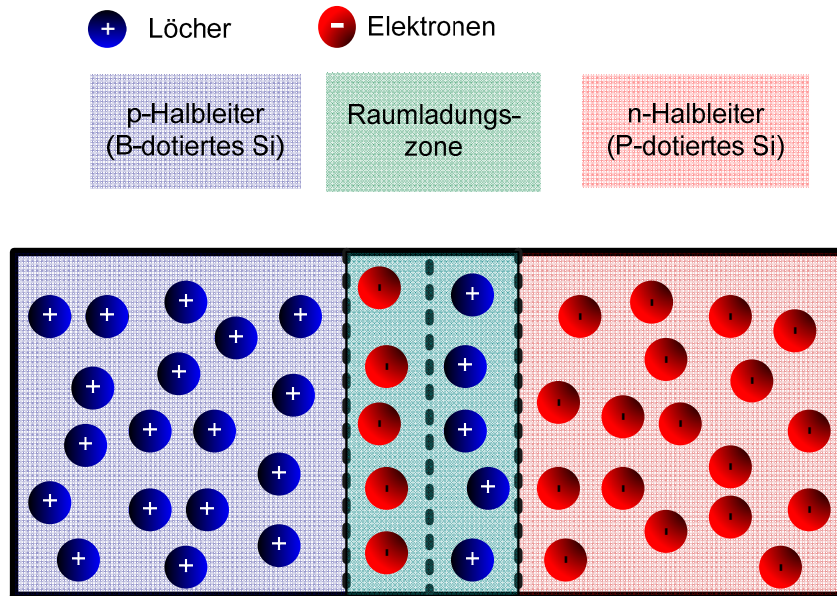 Löcher
Elektronen
p-Halbleiter
(B-dotiertes Si)
Raumladungs-
zone
n-Halbleiter
(P-dotiertes Si)